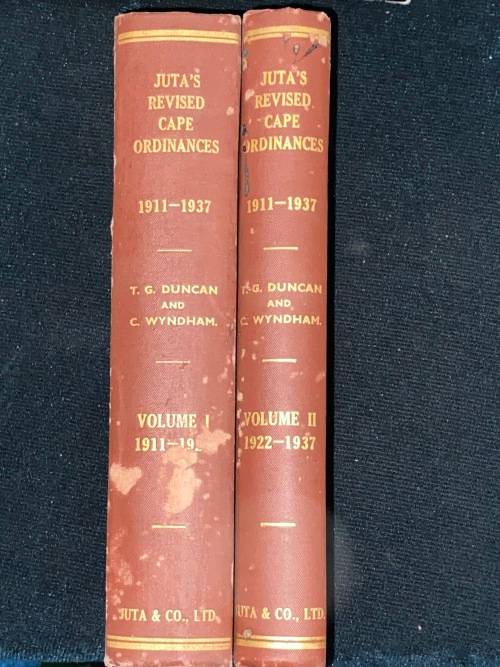 JUTA'S
REVISED
CAPE
ORDINANCES
1911—1937
T. G. DUNCAN
AND
C. WYNDHAM.
VOLUME I
1911—19
JUTA & CO., LTD.
JUTA'S
REVISED
CAPE
ORDINANCES
1911—1937
T. G. DUNCAN
AND
C. WYNDHAM.
VOLUME II
1922—1937
JUTA & CO., LTD.